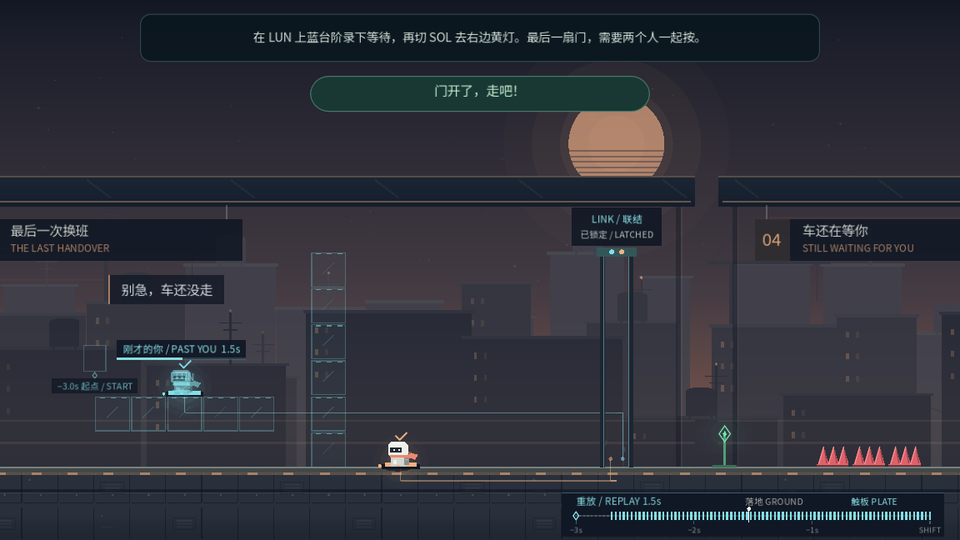 在 LUN 上蓝台阶录下等待，再切 SOL 去右边黄灯。最后一扇门，需要两个人一起按。
门开了，走吧！
LINK / 联结
已锁定 / LATCHED
最后一次换班
THE LAST HANDOVER
04
车还在等你
STILL WAITING FOR YOU
别急，车还没走
刚才的你 / PAST YOU 1.5s
−3.0s 起点 / START
重放 / REPLAY 1.5s
落地 GROUND
触板 PLATE
−3s
−2s
−1s
SHIFT